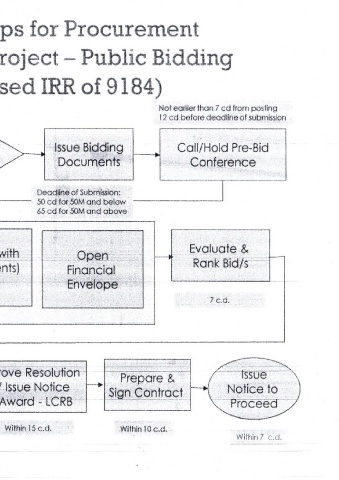 ps for Procurement
roject – Public Bidding
sed IRR of 9184)
Not earlier than 7 cd from posting
12 cd before deadline of submission
Issue Bidding
Documents
Call/Hold Pre-Bid
Conference
Deadline of Submission:
50 cd for 50M and below
65 cd for 50M and above
with
nts)
Open
Financial
Envelope
Evaluate &
Rank Bid/s
7 c.d.
rove Resolution
/ Issue Notice
Award - LCRB
Prepare &
Sign Contract
Issue
Notice to
Proceed
Within 15 c.d.
Within 10 c.d.
Within 7 c.d.